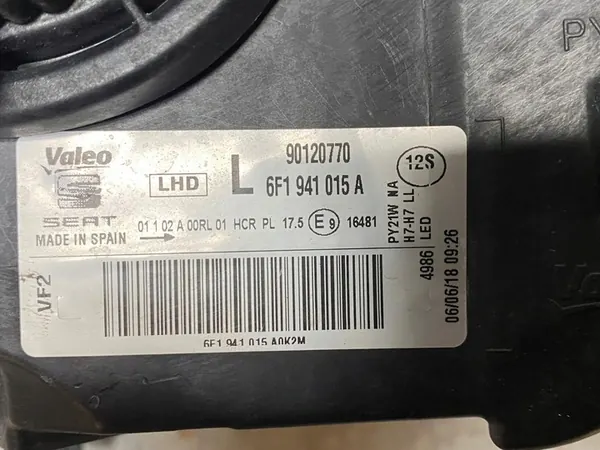 PY
Valeo
90120770
12S
LHD
L
6F1 941 015 A
SEAT
01 1 02 A 00RL 01 HCR PL 17.5 E9 16481
MADE IN SPAIN
PY21W NA
H7-H7 LL
LED
4986
06/06/18 09:26
VF2
6F1 941 015 A0K2M